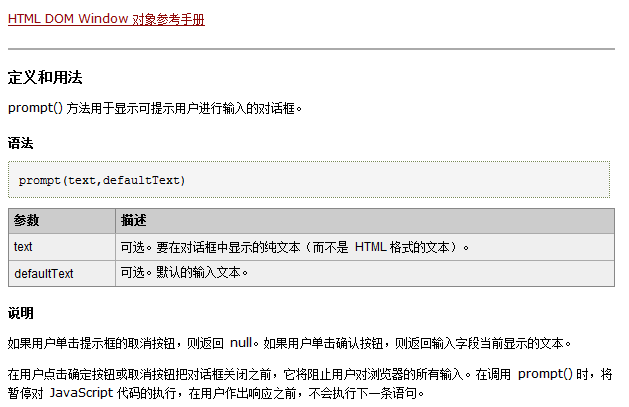 HTML DOM Window 对象参考手册
定义和用法
prompt() 方法用于显示可提示用户进行输入的对话框。
语法
prompt(text,defaultText)
参数 描述
text 可选。要在对话框中显示的纯文本（而不是 HTML 格式的文本）。
defaultText 可选。默认的输入文本。
说明
如果用户单击提示框的取消按钮，则返回 null。如果用户单击确认按钮，则返回输入字段当前显示的文本。
在用户点击确定按钮或取消按钮把对话框关闭之前，它将阻止用户对浏览器的所有输入。在调用 prompt() 时，将
暂停对 JavaScript 代码的执行，在用户作出响应之前，不会执行下一条语句。